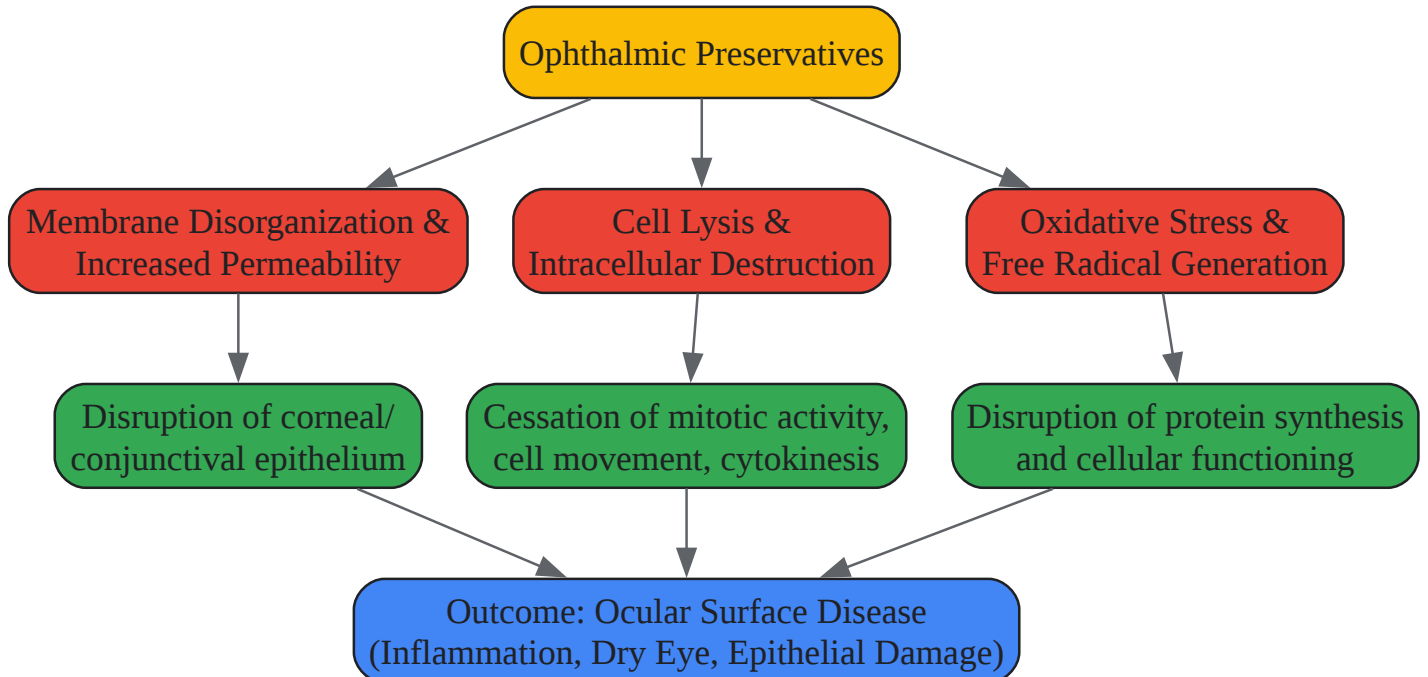 Ophthalmic Preservatives
Membrane Disorganization &
Increased Permeability
Cell Lysis &
Intracellular Destruction
Oxidative Stress &
Free Radical Generation
Disruption of corneal/
conjunctival epithelium
Cessation of mitotic activity,
cell movement, cytokinesis
Disruption of protein synthesis
and cellular functioning
Outcome: Ocular Surface Disease
(Inflammation, Dry Eye, Epithelial Damage)